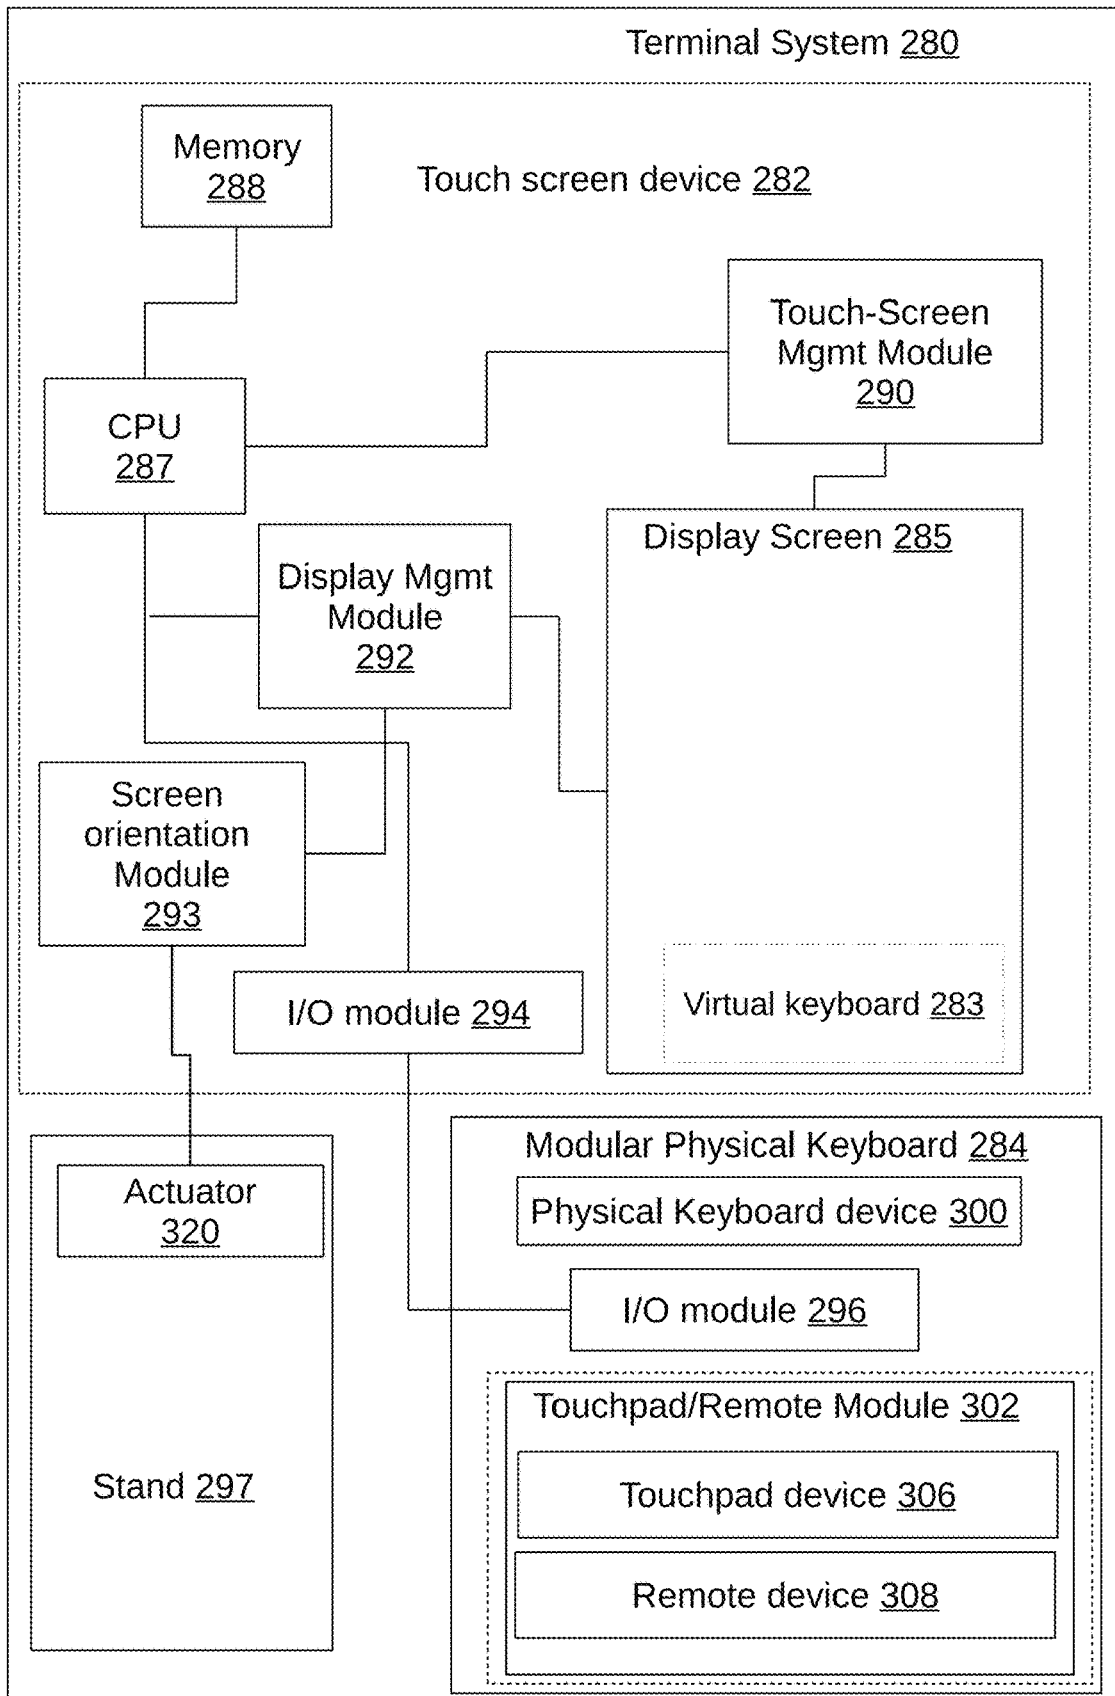 Terminal System 280
Memory
288
Touch screen device 282
Touch-Screen
Mgmt Module
290
CPU
287
Display Screen 285
Display Mgmt
Module
292
Screen
orientation
Module
293
I/O module 294
Virtual keyboard 283
Modular Physical Keyboard 284
Actuator
320
Physical Keyboard device 300
I/O module 296
Touchpad/Remote Module 302
Stand 297
Touchpad device 306
Remote device 308